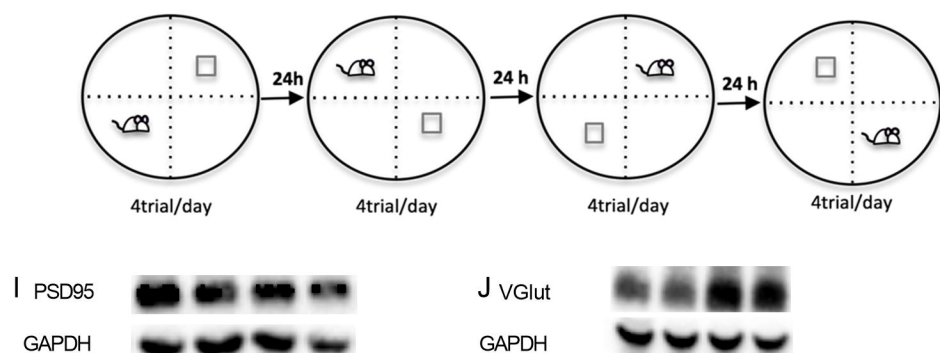 24h
24 h
24 h
4trial/day
4trial/day
4trial/day
4trial/day
I PSD95
GAPDH
J VGlut
GAPDH